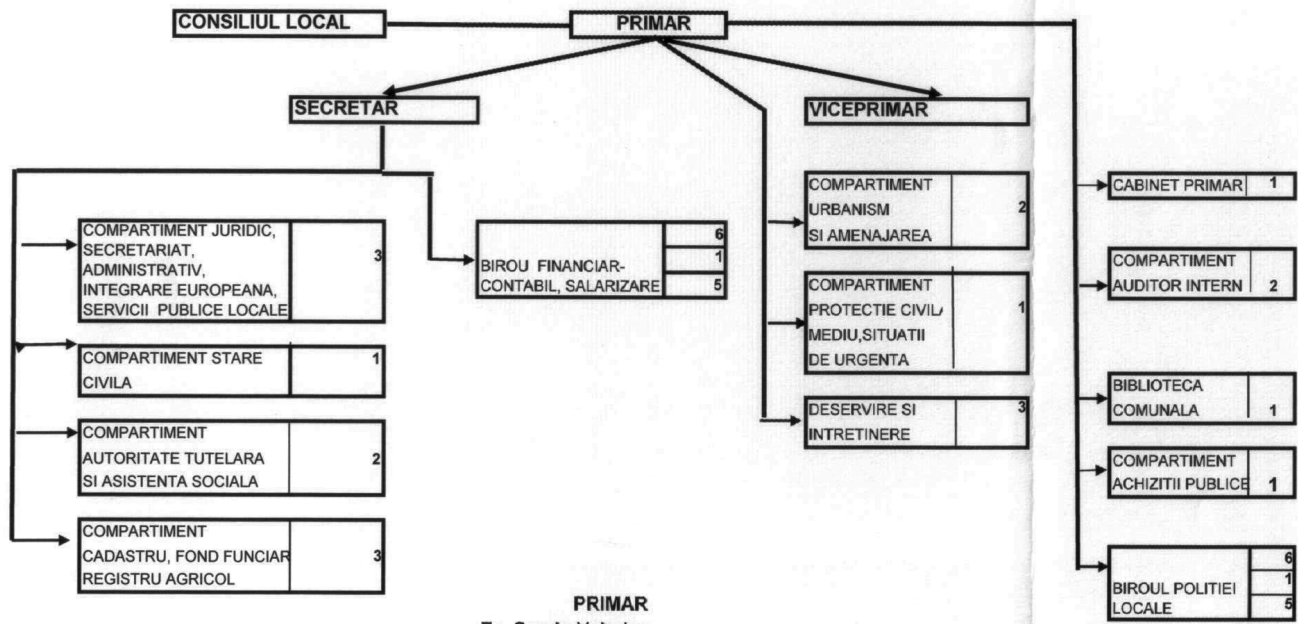 CONSILIUL LOCAL
PRIMAR
SECRETAR
VICEPRIMAR
COMPARTIMENT JURIDIC,
SECRETARIAT,
ADMINISTRATIV,
INTEGRARE EUROPEANA,
SERVICII PUBLICE LOCALE
3
COMPARTIMENT STARE
CIVILA
1
COMPARTIMENT
AUTORITATE TUTELARA
SI ASISTENTA SOCIALA
2
COMPARTIMENT
CADASTRU, FOND FUNCIAR
REGISTRU AGRICOL
3
BIROU FINANCIAR-
CONTABIL, SALARIZARE
6
1
5
COMPARTIMENT
URBANISM
SI AMENAJAREA
2
COMPARTIMENT
PROTECTIE CIVIL
MEDIU,SITUATII
DE URGENTA
1
DESERVIRE SI
INTRETINERE
3
CABINET PRIMAR 1
COMPARTIMENT
AUDITOR INTERN 2
BIBLIOTECA
COMUNALA 1
COMPARTIMENT
ACHIZITII PUBLICE 1
BIROUL POLITIEI
LOCALE
6
1
5
PRIMAR